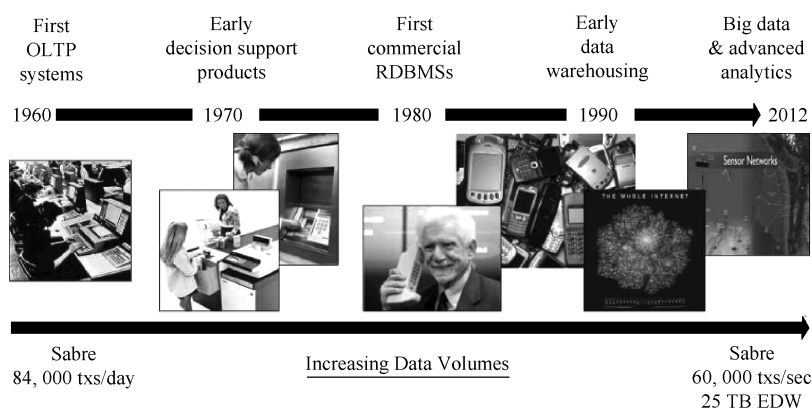 First
OLTP
systems
Early
decision support
products
First
commercial
RDBMSs
Early
data
warehousing
Big data
& advanced
analytics
1960
1970
1980
1990
2012
Sensor Networks
THE WHOLE INTERNET
Sabre
84, 000 txs/day
Increasing Data Volumes
Sabre
60, 000 txs/sec
25 TB EDW